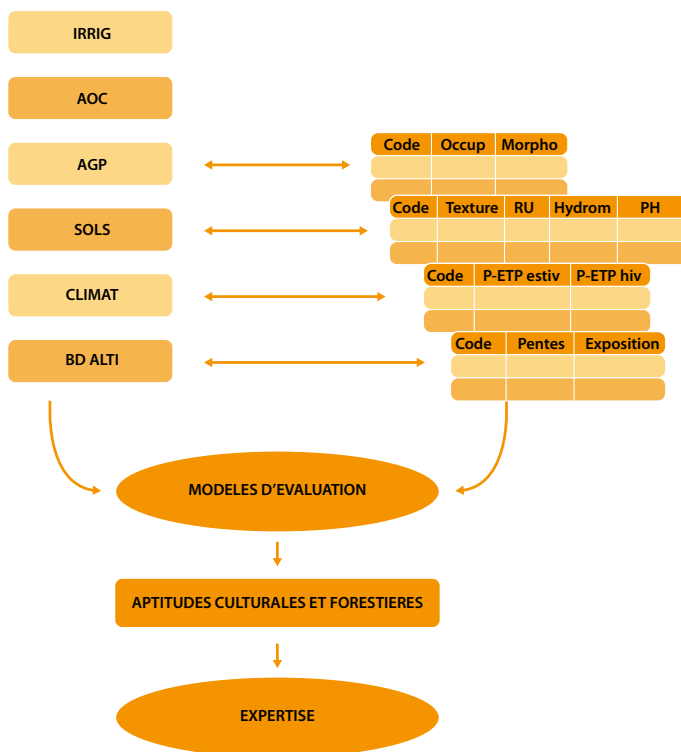 IRRIG
AOC
AGP
Code Occup Morpho
SOLS
Code Texture RU Hydrom PH
CLIMAT
Code P-ETP estiv P-ETP hiv
BD ALTI
Code Pentes Exposition
MODELES D'EVALUATION
APTITUDES CULTURALES ET FORESTIERES
EXPERTISE